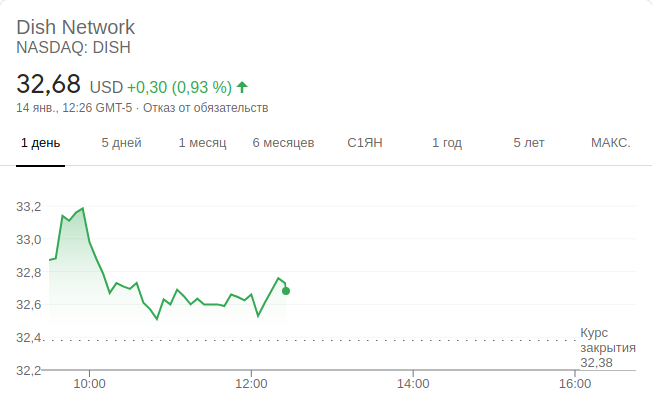 Dish Network
NASDAQ: DISH
32,68 USD +0,30 (0,93 %)
14 янв., 12:26 GMT-5 · Отказ от обязательств
1 день 5 дней 1 месяц 6 месяцев С1ЯН 1 год 5 лет МАКС.
33,2
33,0
32,8
32,6
32,4
Курс
закрытия
32,38
32,2
10:00 12:00 14:00 16:00